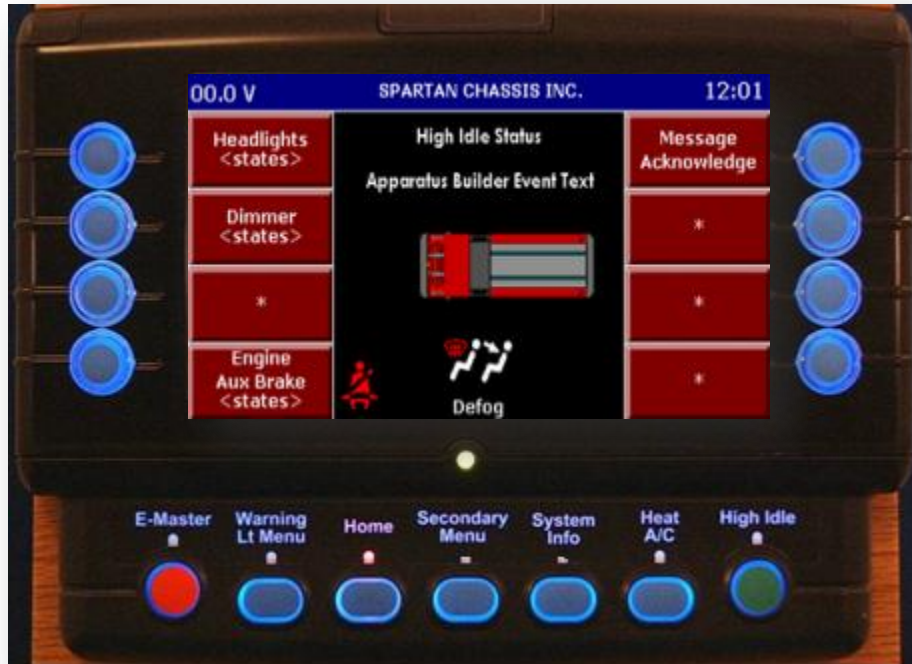 00.0 V
SPARTAN CHASSIS INC.
12:01
Headlights
<states>
Dimmer
<states>
*
Engine
Aux Brake
<states>
High Idle Status
Apparatus Builder Event Text
Defog
Message
Acknowledge
*
*
*
E-Master
Warning
Lt Menu
Home
Secondary
Menu
System
Info
Heat
A/C
High Idle